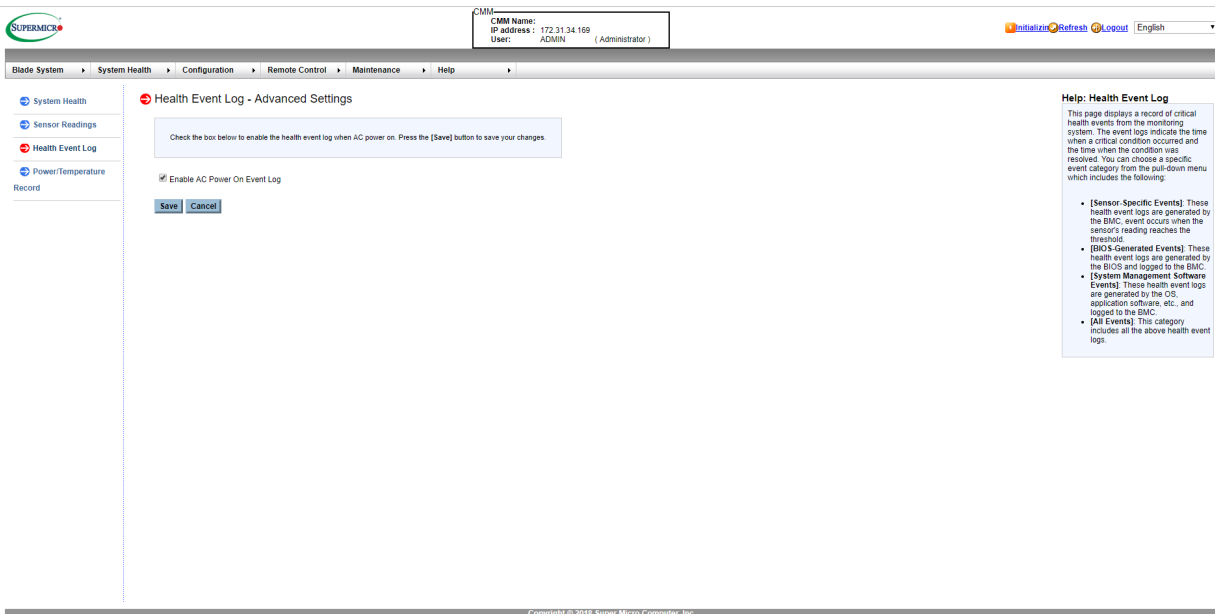 SUPERMICR
CMM
CMM Name:
IP address : 172.31.34.169
User: ADMIN ( Administrator )
Initializin Refresh Logout English
Blade System System Health Configuration Remote Control Maintenance Help
System Health
Sensor Readings
Health Event Log
Power/Temperature
Record
Health Event Log - Advanced Settings
Check the box below to enable the health event log when AC power on. Press the [Save] button to save your changes.
Enable AC Power On Event Log
Save Cancel
Help: Health Event Log
This page displays a record of critical
health events from the monitoring
system. The event logs indicate the time
when a critical condition occurred and
the time when the condition was
resolved. You can choose a specific
event category from the pull-down menu
which includes the following:
[Sensor-Specific Events]: These
health event logs are generated by
the BMC, event occurs when the
sensor's reading reaches the
threshold.
[BIOS-Generated Events]: These
health event logs are generated by
the BIOS and logged to the BMC.
[System Management Software
Events]: These health event logs
are generated by the OS,
application software, etc., and
logged to the BMC.
[All Events]: This category
includes all the above health event
logs.
Copyright © 2018 Super Micro Computer, Inc.